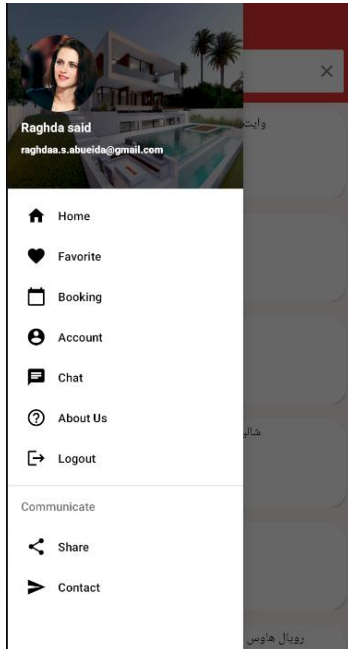 Raghda said
raghdaa.s.abueida@gmail.com
Home
Favorite
Booking
Account
Chat
About Us
Logout
Communicate
Share
Contact
وايت
شالي
رويال هاوس